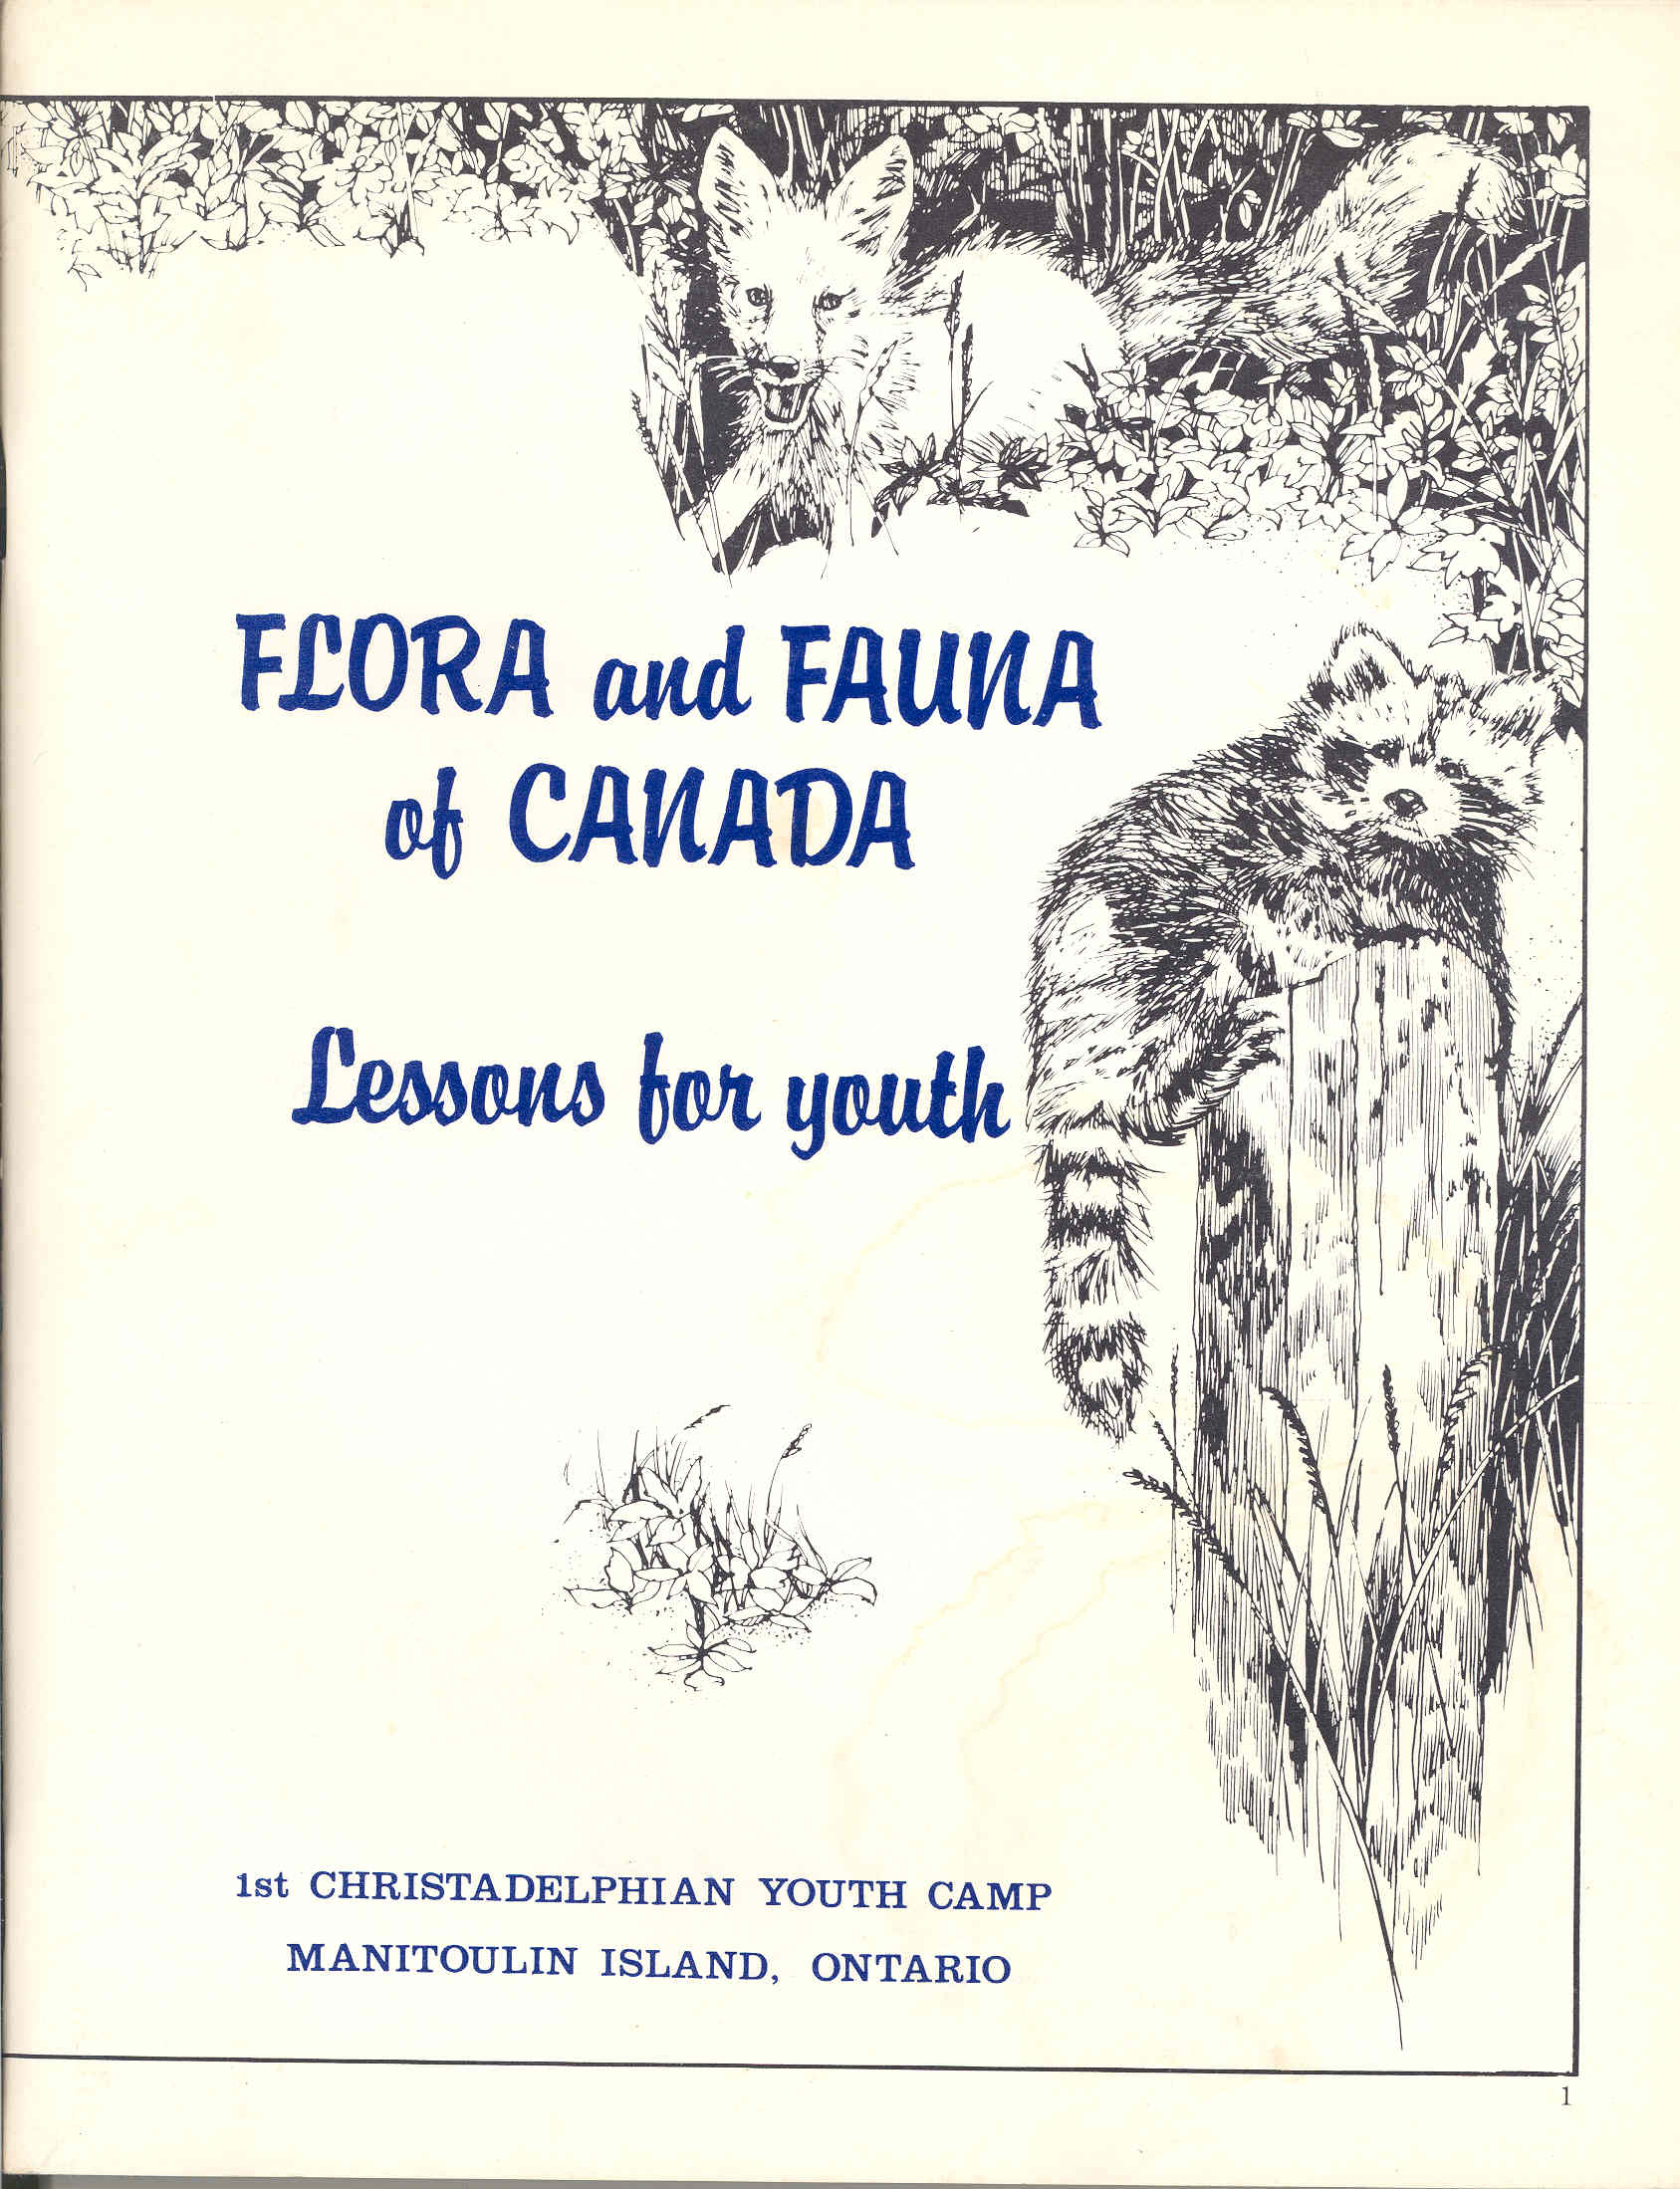 FLORA and FAUNA
of CANADA
Lessons for youth
1st CHRISTADELPHIAN YOUTH CAMP
MANITOULIN ISLAND, ONTARIO
1